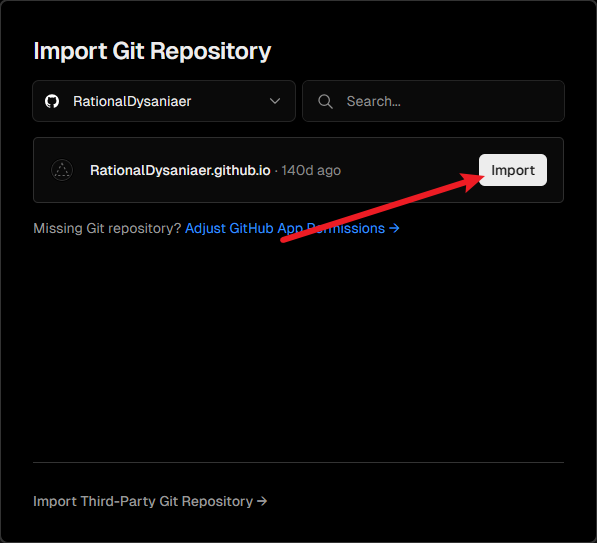 Import Git Repository
RationalDysaniaer
Search...
RationalDysaniaer.github.io · 140d ago
Import
Missing Git repository? Adjust GitHub App Permissions →
Import Third-Party Git Repository →